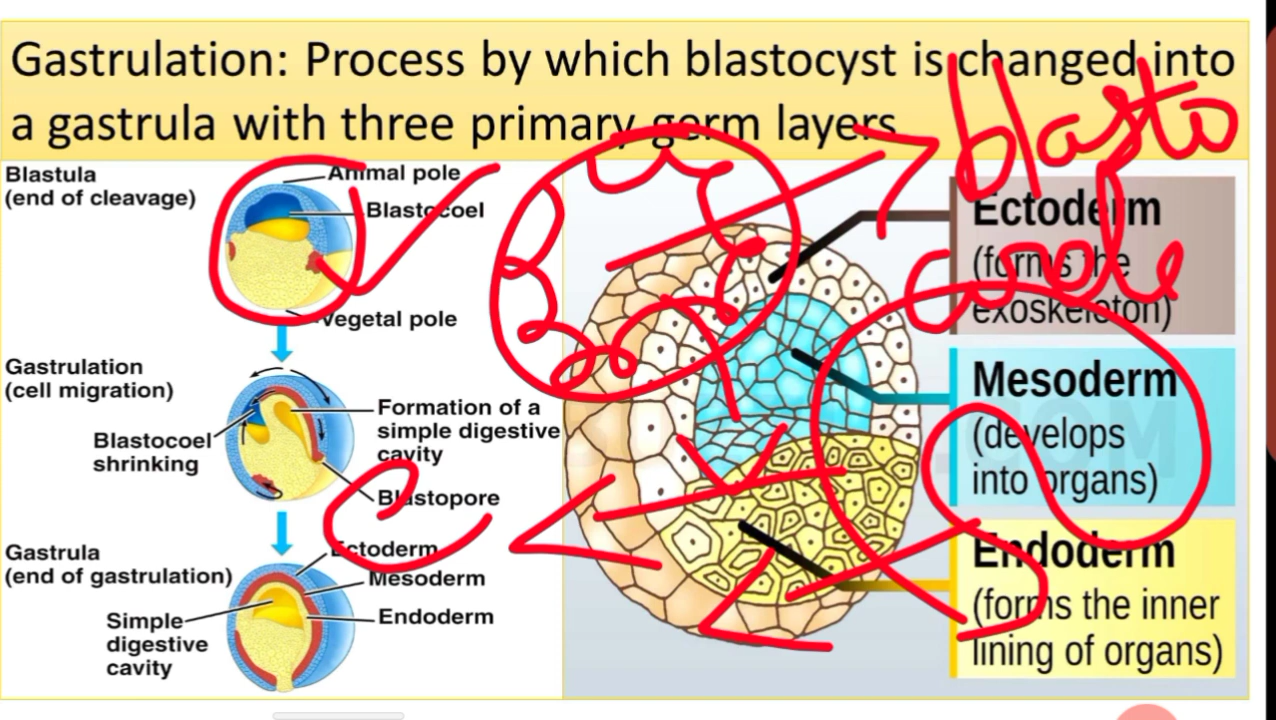 Gastrulation: Process by which blastocyst is changed into
a gastrula with three primary germ layers
Blastula
(end of cleavage)
Animal pole
Blastocoel
Vegetal pole
Gastrulation
(cell migration)
Blastocoel
shrinking
Formation of a
simple digestive
cavity
Blastopore
Gastrula
(end of gastrulation)
Ectoderm
Mesoderm
Endoderm
Simple
digestive
cavity
blasto
Ectoderm
(forms the
exoskeleton)
Mesoderm
(develops
into organs)
Endoderm
(forms the inner
lining of organs)